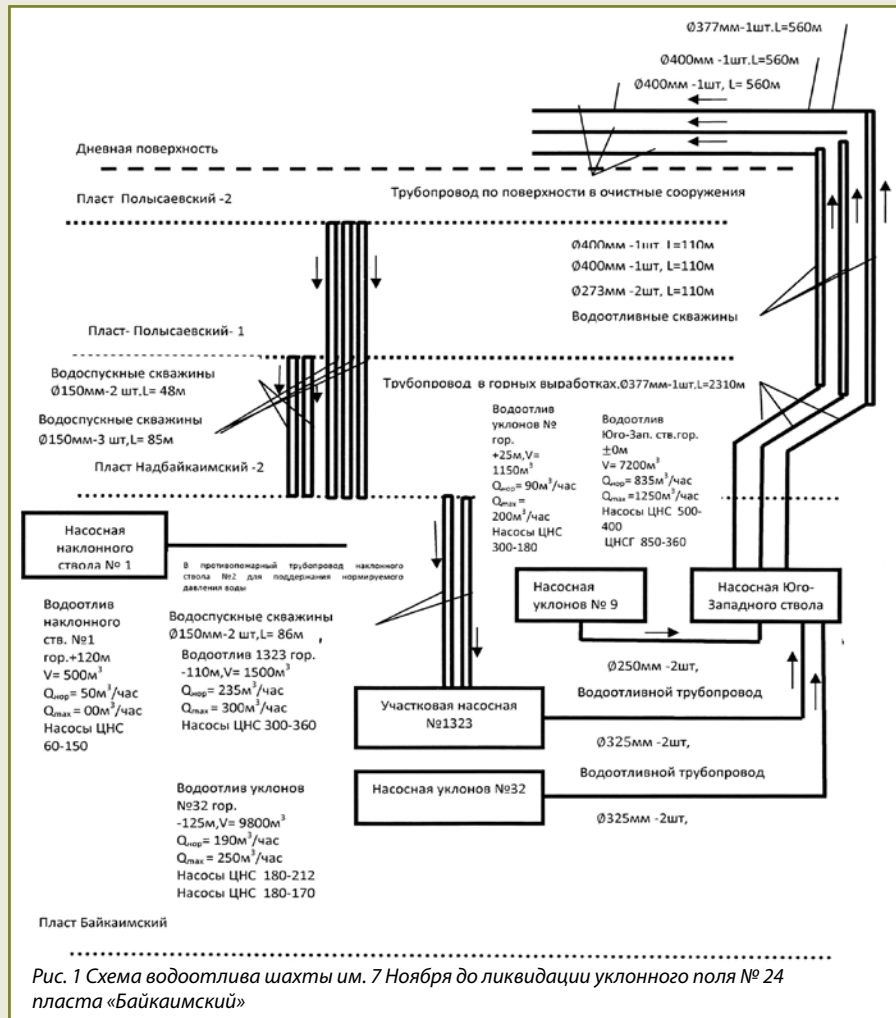 Ø377мм-1шт.L=560м
Ø400мм -1шт.L=560м
Ø400мм -1шт, L= 560м
Дневная поверхность
Трубопровод по поверхности в очистные сооружения
Пласт Полысаевский -2
Ø400мм -1шт, L=110м
Ø400мм -1шт, L=110м
Ø273мм -2шт, L=110м
Водоотливные скважины
Пласт- Полысаевский- 1
Водоспускные скважины
Ø150мм-2 шт,L= 48м
Трубопровод в горных выработках,Ø377мм-1шт,L=2310м
Водоспускные скважины
Ø150мм-3 шт,L= 85м
Пласт Надбайкаимский -2
Водоотлив
уклонов №
гор.
+25м,V=
1150м³
Qнор= 90м³/час
Qmax =
200м³/час
Насосы ЦНС
300-180
Водоотлив
Юго-Зап. ств.гор.
±0м
V= 7200м³
Qнор= 835м³/час
Qmax =1250м³/час
Насосы ЦНС 500-
400
ЦНСГ 850-360
Насосная
наклонного
ствола № 1
В противопожарный трубопровод наклонного
ствола №2 для поддержания нормируемого
давления воды
Насосная
уклонов № 9
Насосная Юго-
Западного ствола
Водоотлив
наклонного
ств. №1
гор.+120м
V= 500м³
Qнор= 50м³/час
Qmax = 00м³/час
Насосы ЦНС
60-150
Водоспускные скважины
Ø150мм-2 шт,L= 86м
Водоотлив 1323 гор.
-110м,V= 1500м³
Qнор= 235м³/час
Qmax = 300м³/час
Насосы ЦНС 300-360
Ø250мм -2шт,
Участковая насосная
№1323
Водоотливной трубопровод
Ø325мм -2шт,
Насосная уклонов №32
Водоотливной трубопровод
Ø325мм -2шт,
Водоотлив уклонов
№32 гор.
-125м,V= 9800м³
Qнор= 190м³/час
Qmax = 250м³/час
Насосы ЦНС 180-212
Насосы ЦНС 180-170
Пласт Байкаимский
Рис. 1 Схема водоотлива шахты им. 7 Ноября до ликвидации уклонного поля № 24
пласта «Байкаимский»